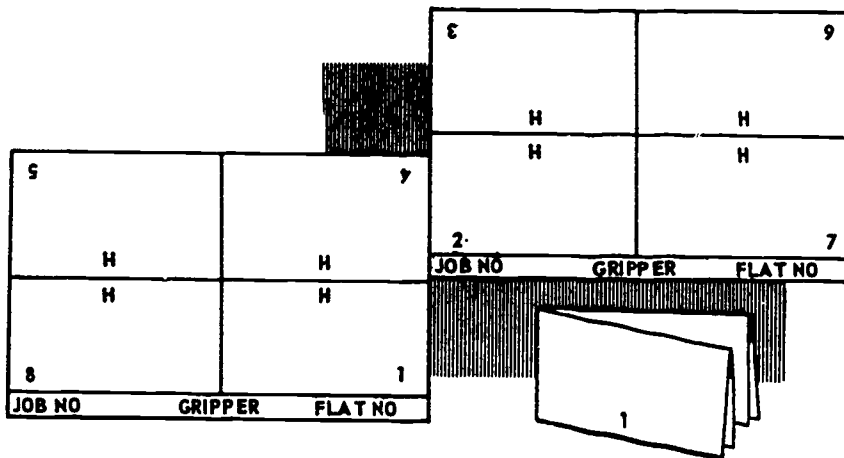 5 4
H H
H H
8 1
JOB NO GRIPPER FLAT NO
3 6
H H
H H
2 7
JOB NO GRIPPER FLAT NO
1